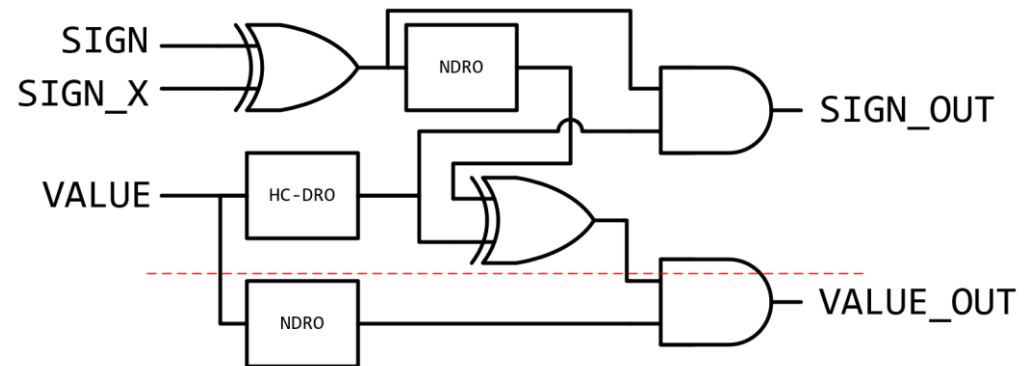 SIGN
SIGN_X
NDRO
SIGN_OUT
VALUE
HC-DRO
NDRO
VALUE_OUT